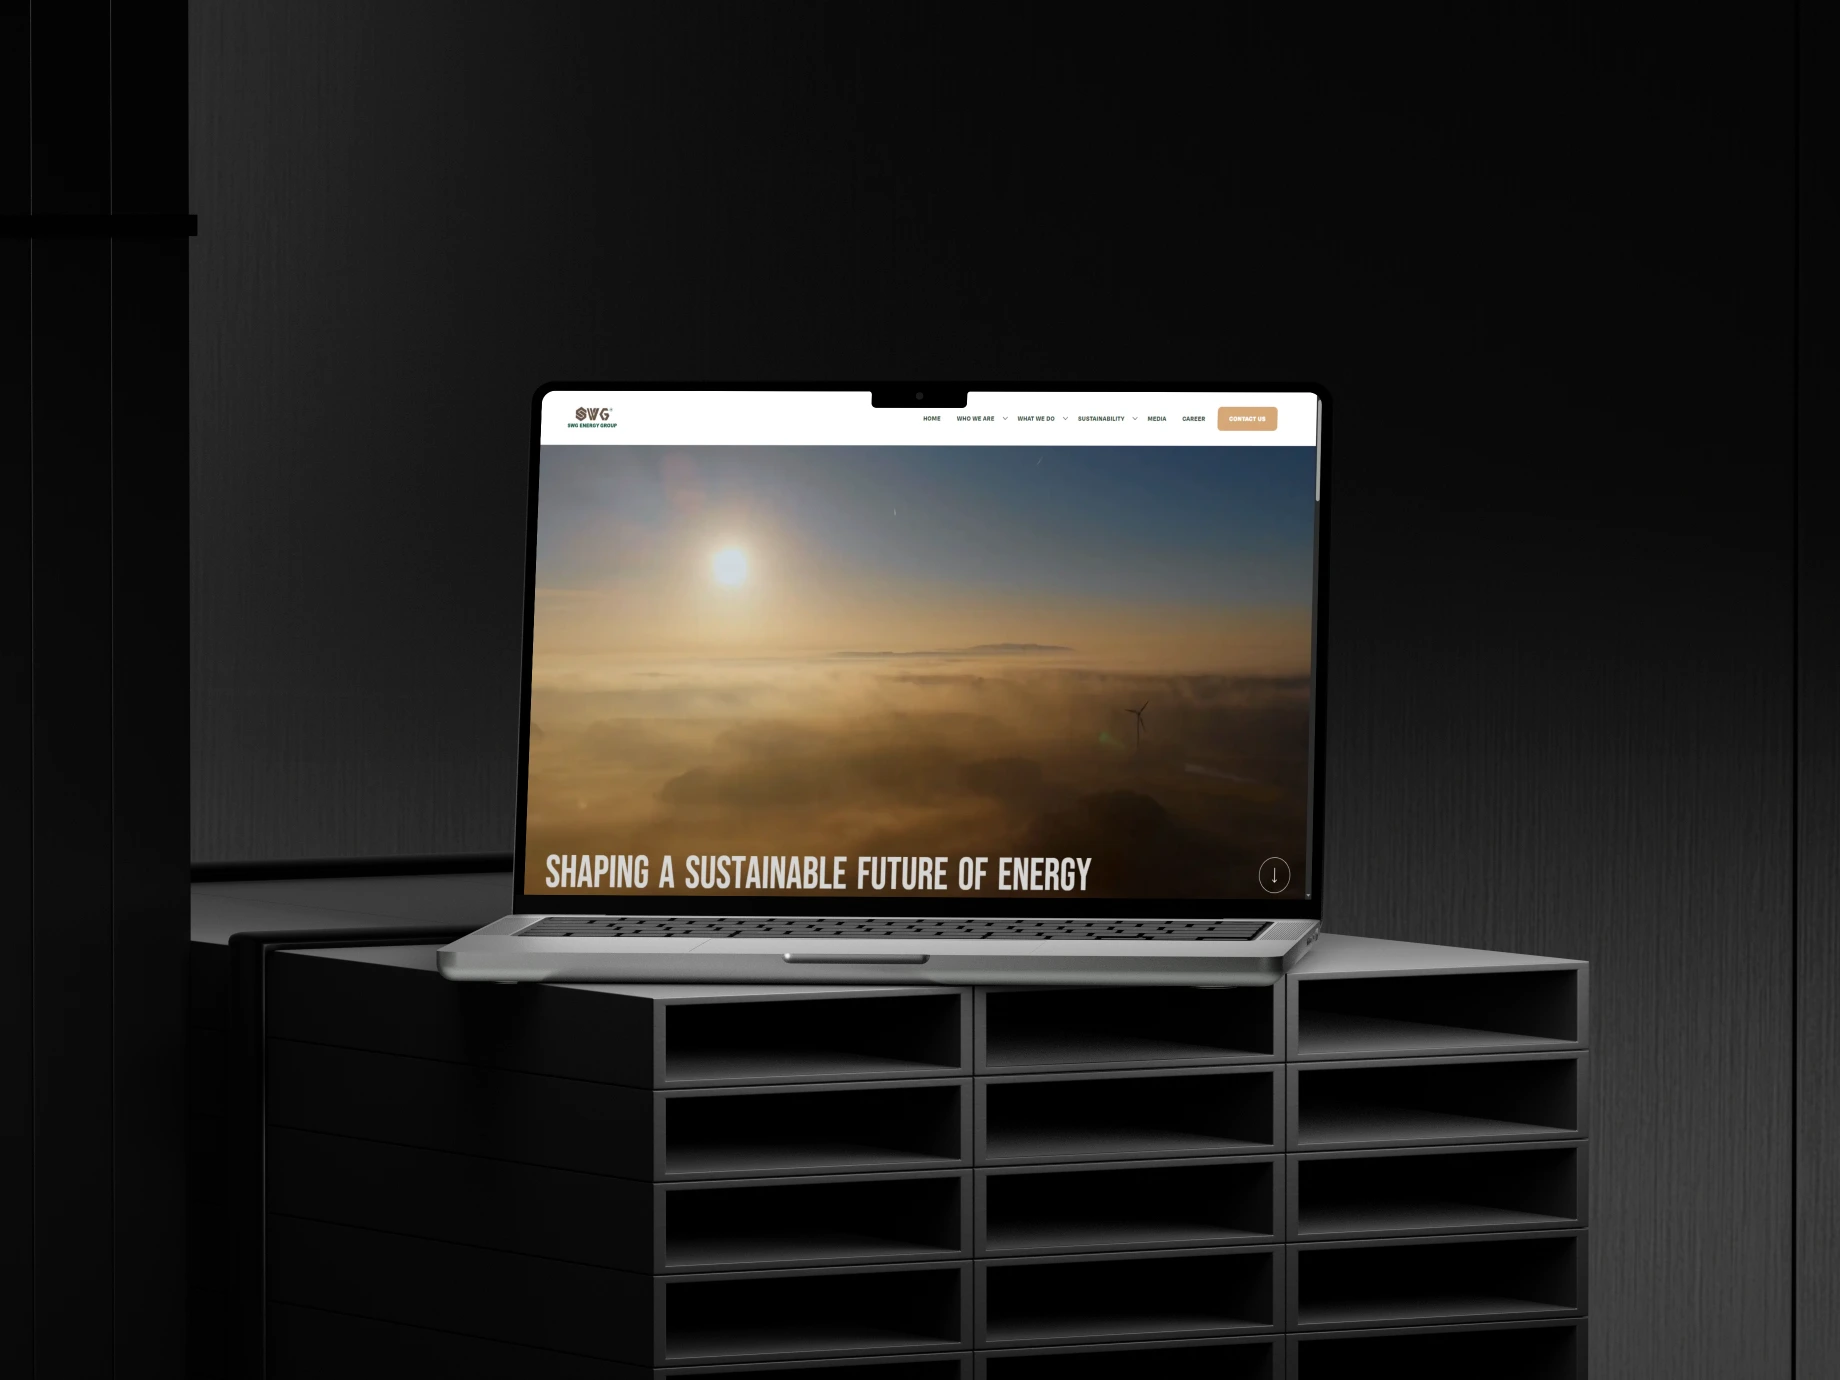 SWG
SWG ENERGY GROUP
HOME WHO WE ARE WHAT WE DO SUSTAINABILITY MEDIA CAREER CONTACT US
SHAPING A SUSTAINABLE FUTURE OF ENERGY